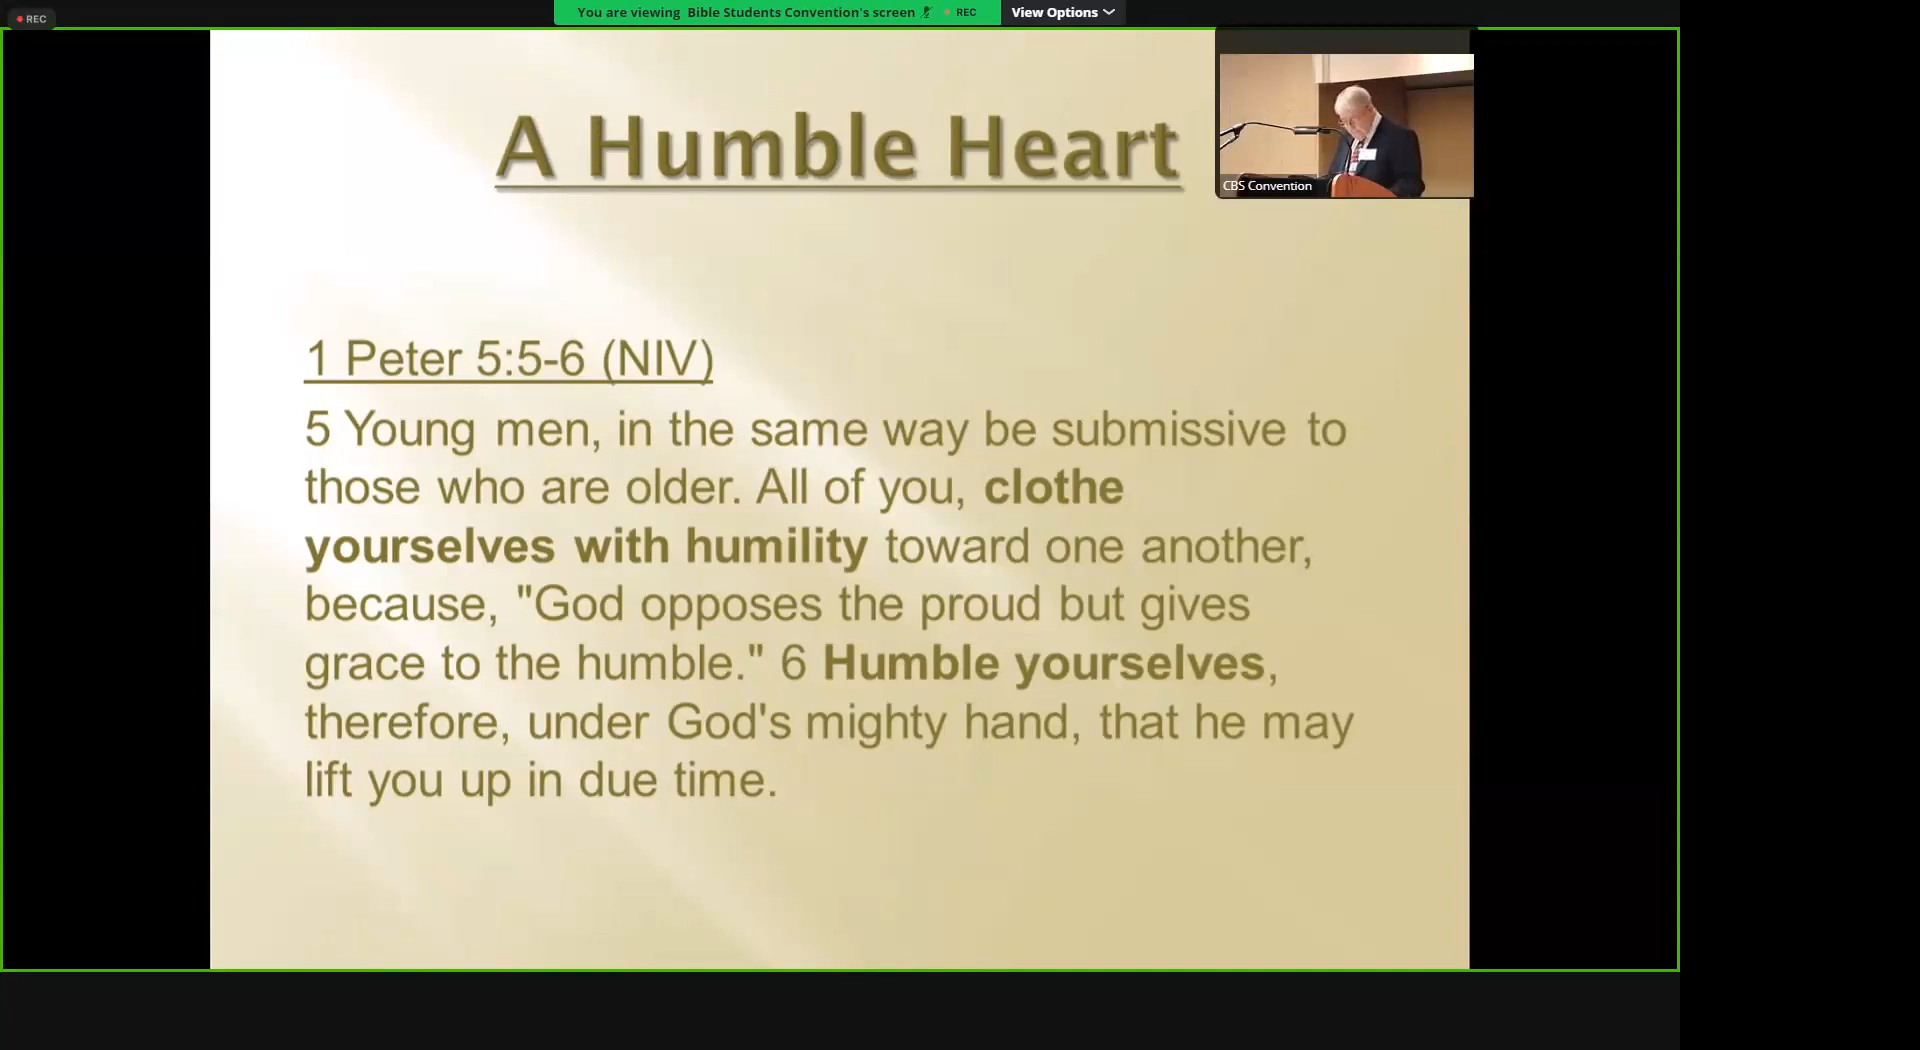 REC
You are viewing Bible Students Convention's screen
REC
View Options
A Humble Heart
CBS Convention
1 Peter 5:5-6 (NIV)
5 Young men, in the same way be submissive to
those who are older. All of you, clothe
yourselves with humility toward one another,
because, "God opposes the proud but gives
grace to the humble." 6 Humble yourselves,
therefore, under God's mighty hand, that he may
lift you up in due time.